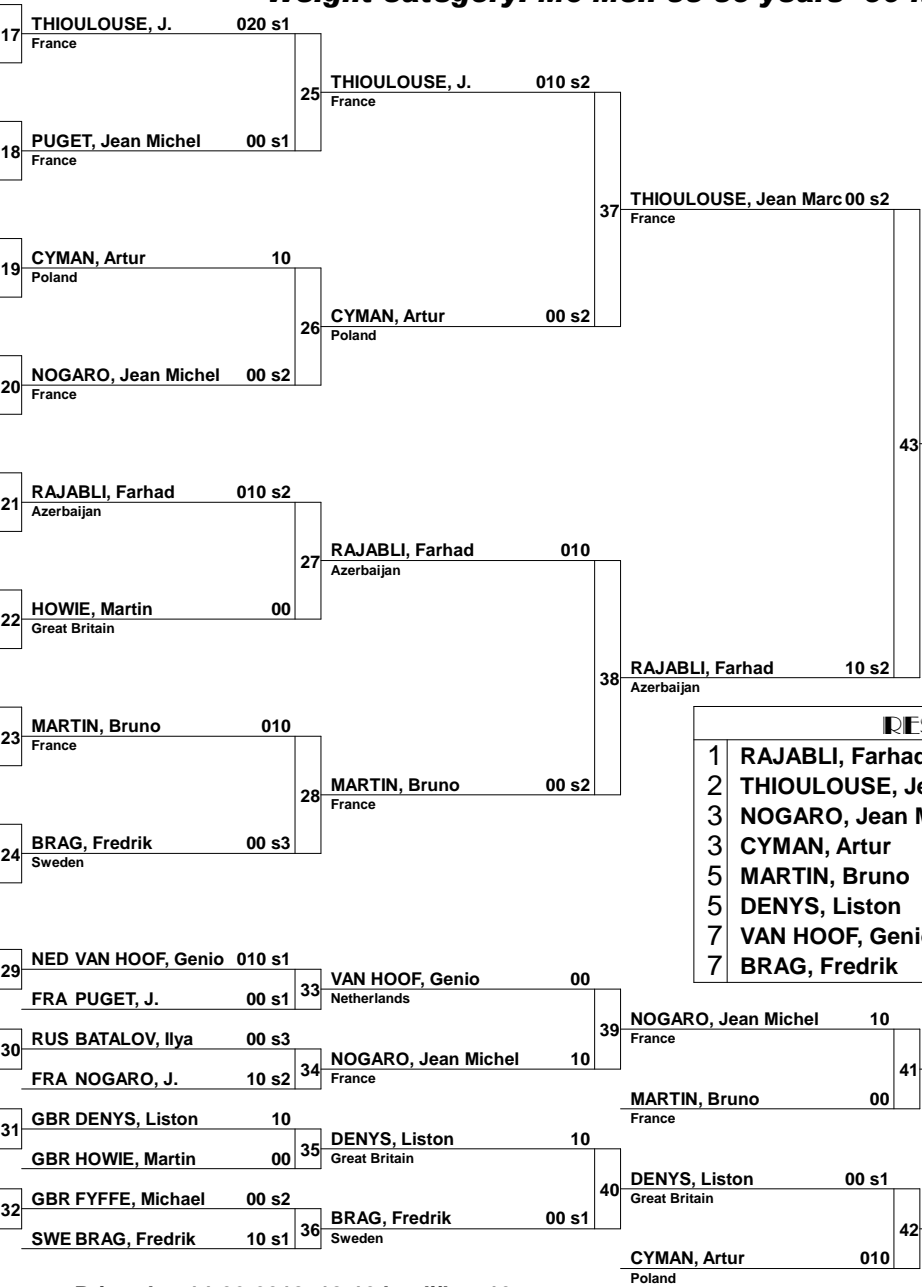 17
THIOULOUSE, J. 020 s1
France
18
PUGET, Jean Michel 00 s1
France
25
THIOULOUSE, J. 010 s2
France
19
CYMAN, Artur 10
Poland
20
NOGARO, Jean Michel 00 s2
France
26
CYMAN, Artur 00 s2
Poland
37
THIOULOUSE, Jean Marc 00 s2
France
21
RAJABLI, Farhad 010 s2
Azerbaijan
22
HOWIE, Martin 00
Great Britain
27
RAJABLI, Farhad 010
Azerbaijan
23
MARTIN, Bruno 010
France
24
BRAG, Fredrik 00 s3
Sweden
28
MARTIN, Bruno 00 s2
France
38
RAJABLI, Farhad 10 s2
Azerbaijan
43
1 RAJABLI, Farhad
2 THIOULOUSE,
3 NOGARO, Jean
3 CYMAN, Artur
5 MARTIN, Bruno
5 DENYS, Liston
7 VAN HOOF,
7 BRAG, Fredrik
29
NED VAN HOOF, Genio 010 s1
FRA PUGET, J. 00 s1
33
VAN HOOF, Genio 00
Netherlands
30
RUS BATALOV, Ilya 00 s3
FRA NOGARO, J. 10 s2
34
NOGARO, Jean Michel 10
France
39
NOGARO, Jean Michel 10
France
MARTIN, Bruno 00
France
41
31
GBR DENYS, Liston 10
GBR HOWIE, Martin 00
35
DENYS, Liston 10
Great Britain
32
GBR FYFFE, Michael 00 s2
SWE BRAG, Fredrik 10 s1
36
BRAG, Fredrik 00 s1
Sweden
40
DENYS, Liston 00 s1
Great Britain
CYMAN, Artur 010
Poland
42